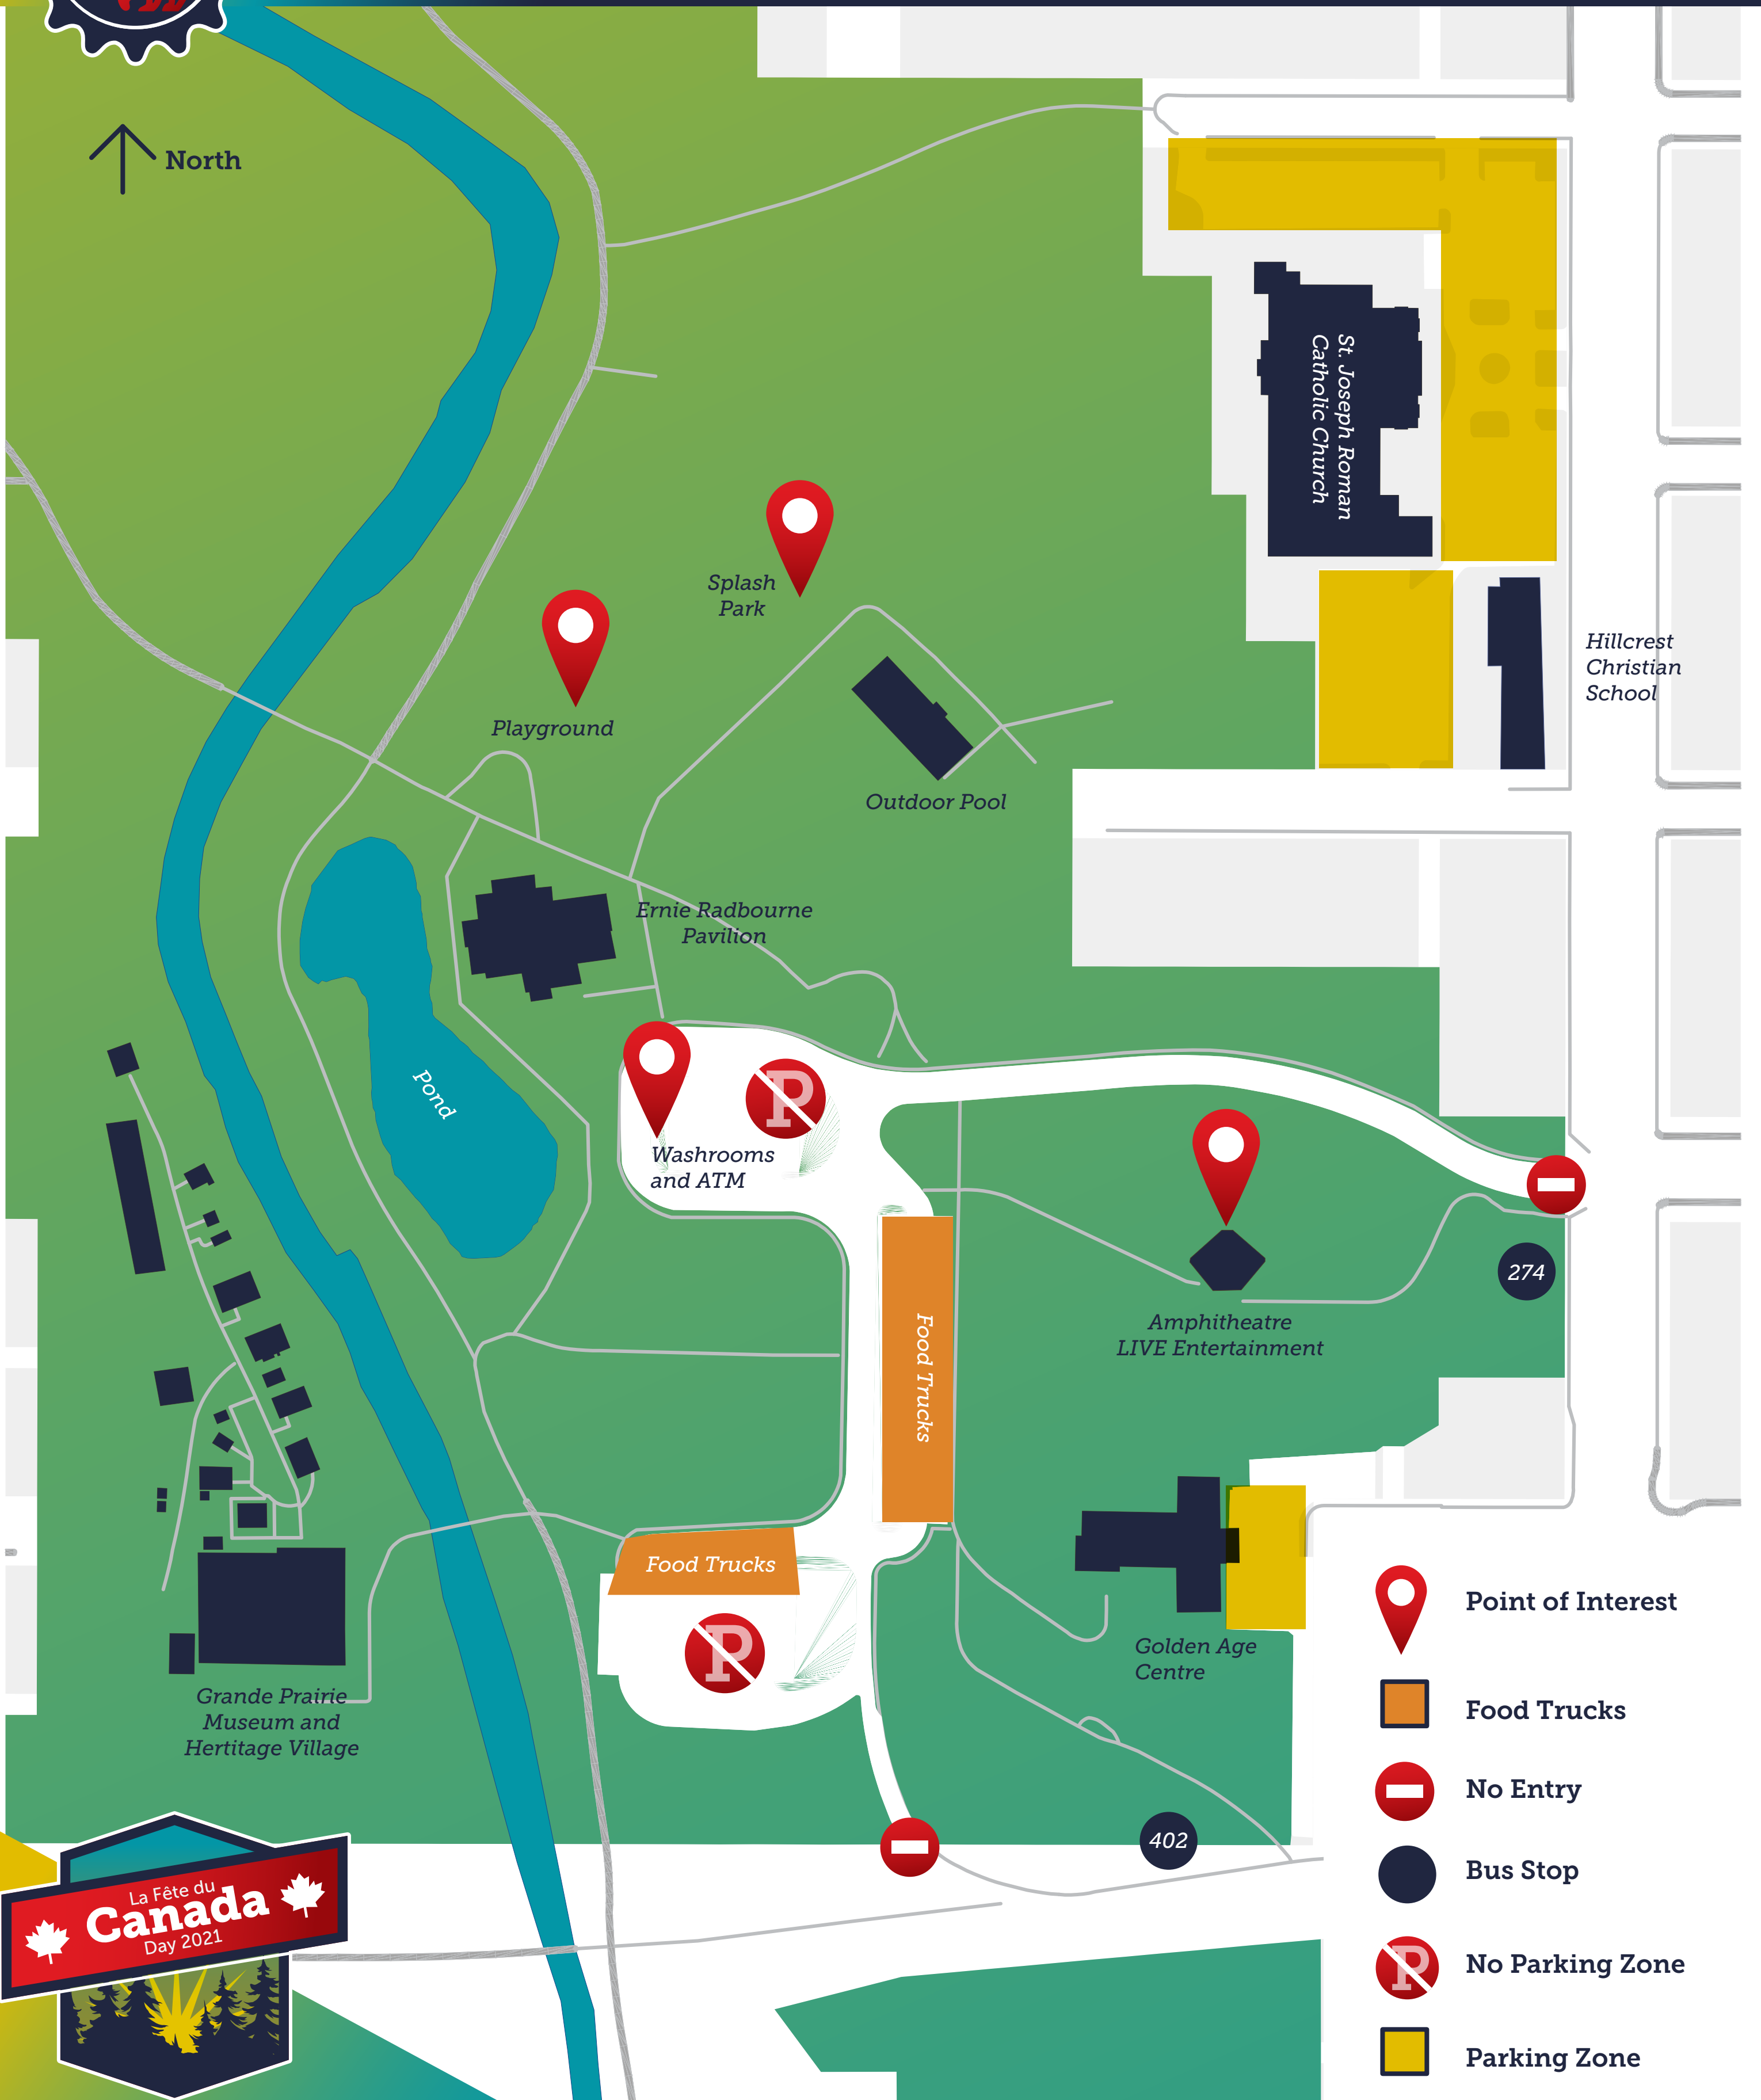 North
St. Joseph Roman
Catholic Church
Splash
Park
Hillcrest
Christian
School
Playground
Outdoor Pool
Ernie Radbourne
Pavilion
Pond
P
Washrooms
and ATM
274
Amphitheatre
LIVE Entertainment
Food Trucks
Food Trucks
P
Golden Age
Centre
Grande Prairie
Museum and
Hertitage Village
402
Point of Interest
Food Trucks
No Entry
Bus Stop
P
No Parking Zone
Parking Zone
La Fête du
Canada
Day 2021